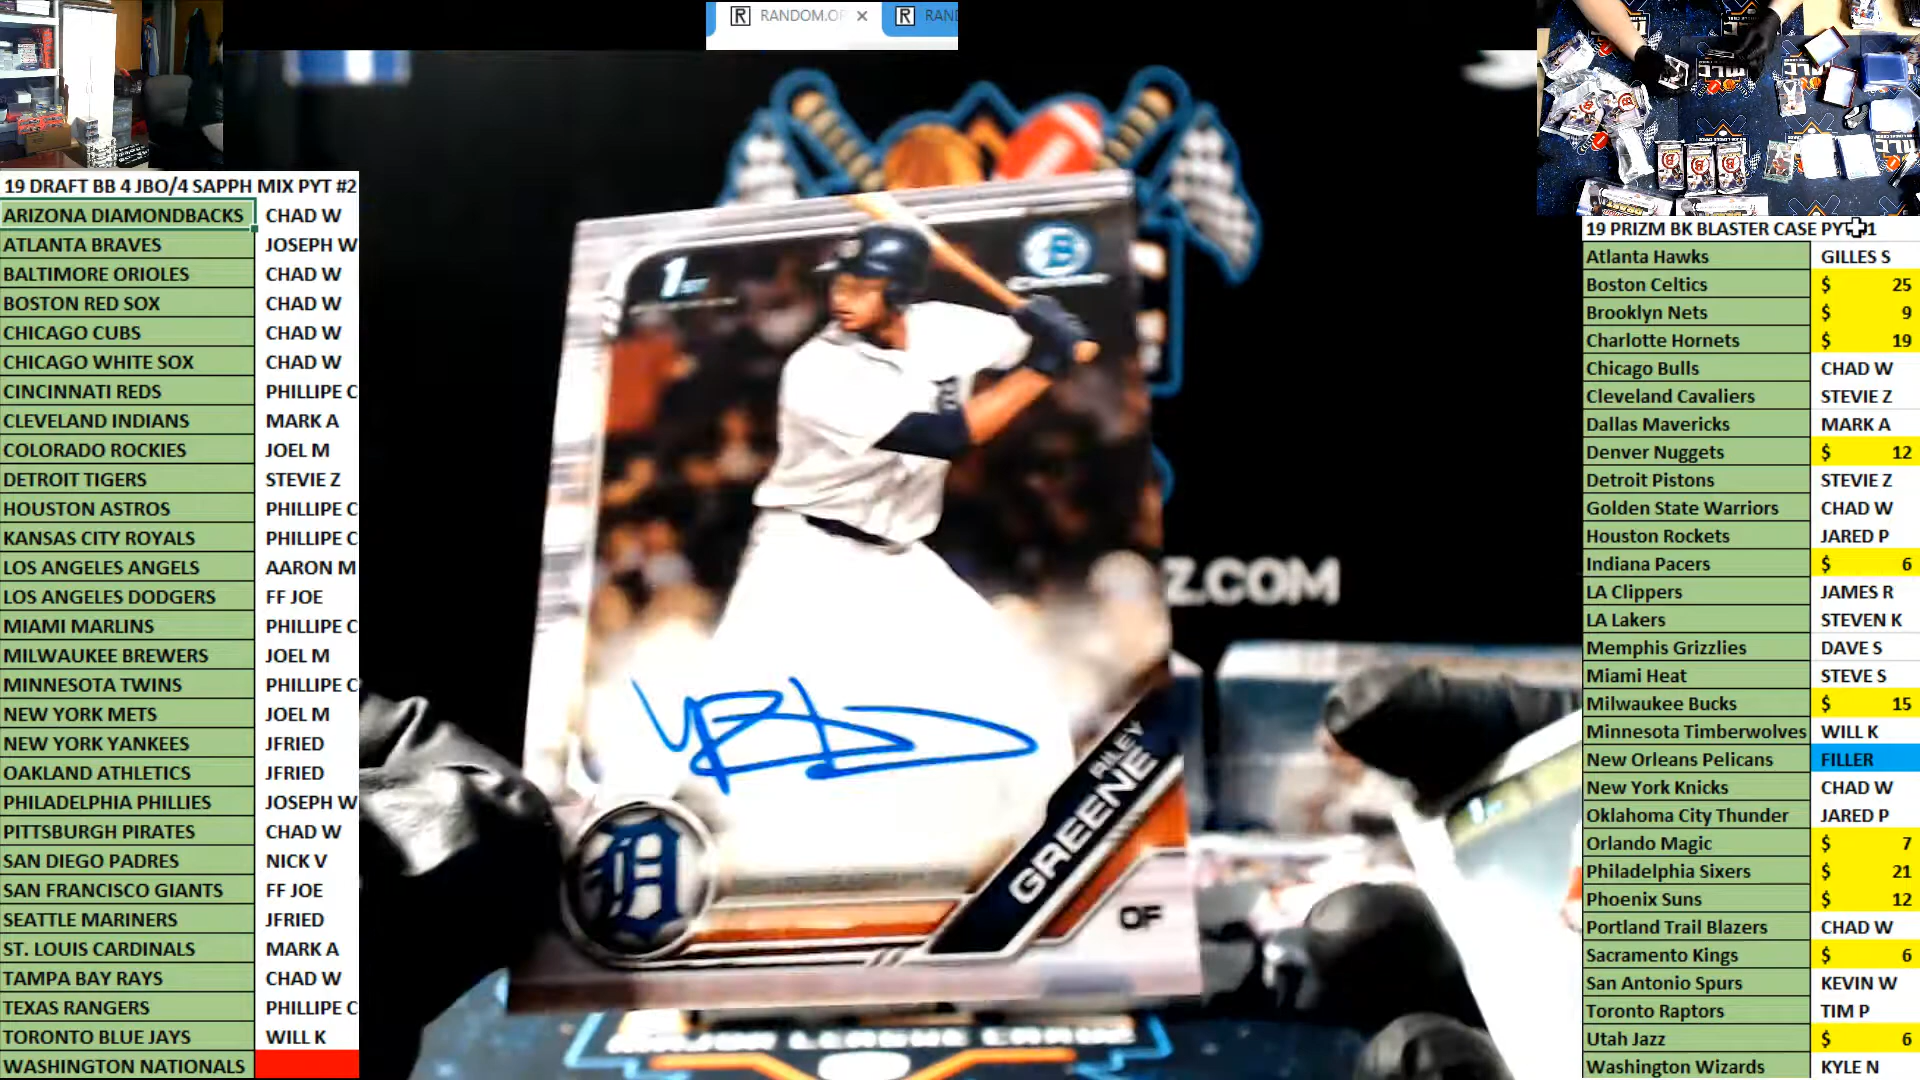 RANDOM.OR
RAND
19 DRAFT BB 4 JBO/4 SAPPH MIX PYT #2
ARIZONA DIAMONDBACKS CHAD W
ATLANTA BRAVES JOSEPH W
BALTIMORE ORIOLES CHAD W
BOSTON RED SOX CHAD W
CHICAGO CUBS CHAD W
CHICAGO WHITE SOX CHAD W
CINCINNATI REDS PHILLIPE C
CLEVELAND INDIANS MARK A
COLORADO ROCKIES JOEL M
DETROIT TIGERS STEVIE Z
HOUSTON ASTROS PHILLIPE C
KANSAS CITY ROYALS PHILLIPE C
LOS ANGELES ANGELS AARON M
LOS ANGELES DODGERS FF JOE
MIAMI MARLINS PHILLIPE C
MILWAUKEE BREWERS JOEL M
MINNESOTA TWINS PHILLIPE C
NEW YORK METS JOEL M
NEW YORK YANKEES JFRIED
OAKLAND ATHLETICS JFRIED
PHILADELPHIA PHILLIES JOSEPH W
PITTSBURGH PIRATES CHAD W
SAN DIEGO PADRES NICK V
SAN FRANCISCO GIANTS FF JOE
SEATTLE MARINERS JFRIED
ST. LOUIS CARDINALS MARK A
TAMPA BAY RAYS CHAD W
TEXAS RANGERS PHILLIPE C
TORONTO BLUE JAYS WILL K
WASHINGTON NATIONALS
1ST
B
Z.COM
RILEY
GREENE
OF
D
MAJOR LEAGUE CARDZ
19 PRIZM BK BLASTER CASE PYT 1
Atlanta Hawks GILLES S
Boston Celtics $ 25
Brooklyn Nets $ 9
Charlotte Hornets $ 19
Chicago Bulls CHAD W
Cleveland Cavaliers STEVIE Z
Dallas Mavericks MARK A
Denver Nuggets $ 12
Detroit Pistons STEVIE Z
Golden State Warriors CHAD W
Houston Rockets JARED P
Indiana Pacers $ 6
LA Clippers JAMES R
LA Lakers STEVEN K
Memphis Grizzlies DAVE S
Miami Heat STEVE S
Milwaukee Bucks $ 15
Minnesota Timberwolves WILL K
New Orleans Pelicans FILLER
New York Knicks CHAD W
Oklahoma City Thunder JARED P
Orlando Magic $ 7
Philadelphia Sixers $ 21
Phoenix Suns $ 12
Portland Trail Blazers CHAD W
Sacramento Kings $ 6
San Antonio Spurs KEVIN W
Toronto Raptors TIM P
Utah Jazz $ 6
Washington Wizards KYLE N